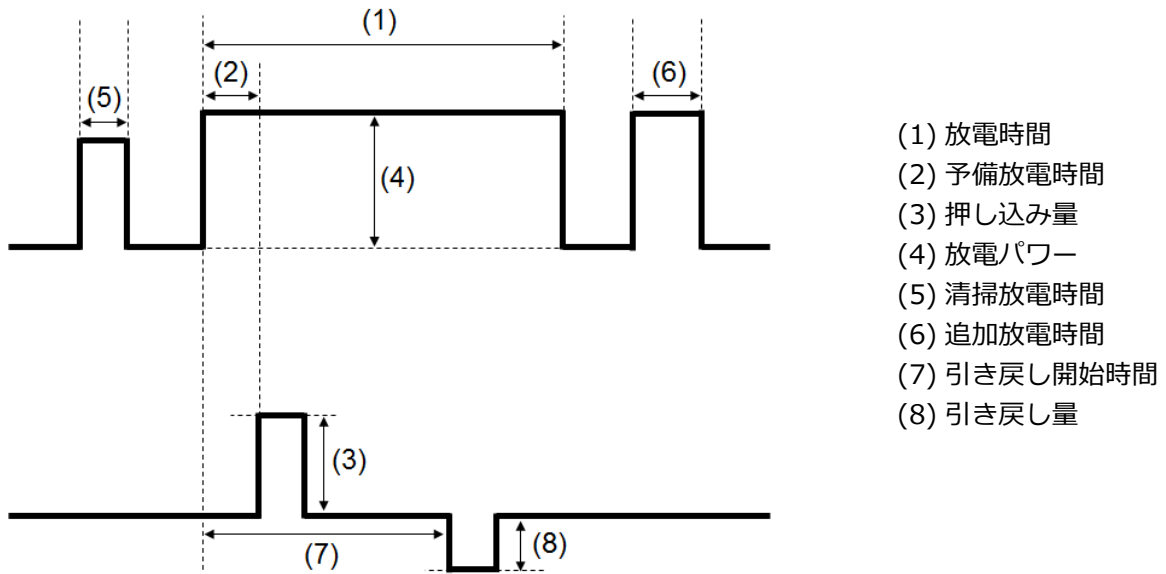 (1)
(2)
(6)
(5)
(4)
(3)
(7)
(8)
(1) 放電時間
(2) 予備放電時間
(3) 押し込み量
(4) 放電パワー
(5) 清掃放電時間
(6) 追加放電時間
(7) 引き戻し開始時間
(8) 引き戻し量